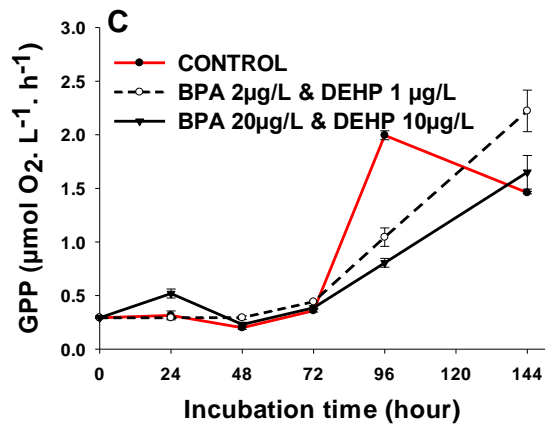 C
3.0
2.5
2.0
1.5
1.0
0.5
0.0
GPP (µmol O₂. L⁻¹. h⁻¹)
CONTROL
BPA 2µg/L & DEHP 1 µg/L
BPA 20µg/L & DEHP 10µg/L
0 24 48 72 96 120 144
Incubation time (hour)